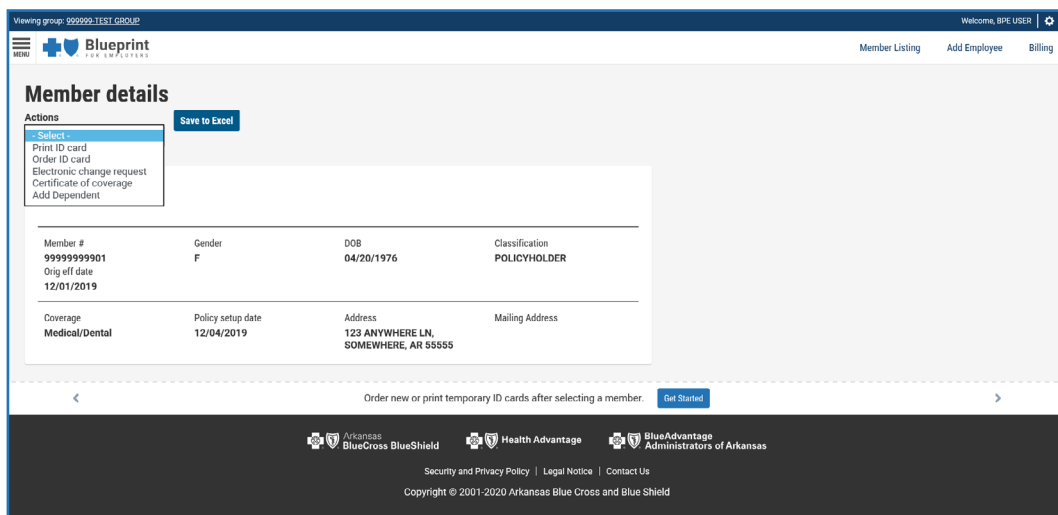 Viewing group: 999999-TEST GROUP
Welcome, BPE USER
MENU
Blueprint
FOR EMPLOYERS
Member Listing Add Employee Billing
Member details
Actions
Save to Excel
- Select -
Print ID card
Order ID card
Electronic change request
Certificate of coverage
Add Dependent
Member # Gender DOB Classification
99999999901 F 04/20/1976 POLICYHOLDER
Orig eff date
12/01/2019
Coverage Policy setup date Address Mailing Address
Medical/Dental 12/04/2019 123 ANYWHERE LN,
SOMEWHERE, AR 55555
Order new or print temporary ID cards after selecting a member. Get Started
Arkansas
BlueCross BlueShield
Health Advantage
BlueAdvantage
Administrators of Arkansas
Security and Privacy Policy | Legal Notice | Contact Us
Copyright © 2001-2020 Arkansas Blue Cross and Blue Shield